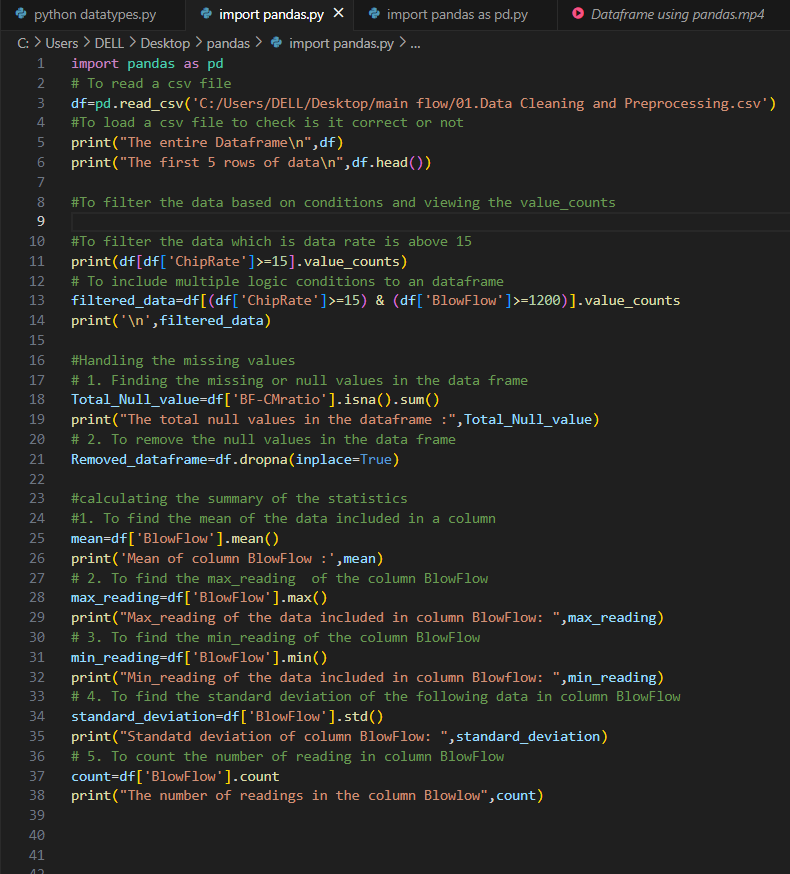 python datatypes.py import pandas.py × import pandas as pd.py Dataframe using pandas.mp4
C: > Users > DELL > Desktop > pandas > import pandas.py > ...
1 import pandas as pd
2 # To read a csv file
3 df=pd.read_csv('C:/Users/DELL/Desktop/main flow/01.Data Cleaning and Preprocessing.csv')
4 #To load a csv file to check is it correct or not
5 print("The entire Dataframe\n",df)
6 print("The first 5 rows of data\n",df.head())
7
8 #To filter the data based on conditions and viewing the value_counts
9
10 #To filter the data which is data rate is above 15
11 print(df[df['ChipRate']>=15].value_counts)
12 # To include multiple logic conditions to an dataframe
13 filtered_data=df[(df['ChipRate']>=15) & (df['BlowFlow']>=1200)].value_counts
14 print('\n',filtered_data)
15
16 #Handling the missing values
17 # 1. Finding the missing or null values in the data frame
18 Total_Null_value=df['BF-CMratio'].isna().sum()
19 print("The total null values in the dataframe :",Total_Null_value)
20 # 2. To remove the null values in the data frame
21 Removed_dataframe=df.dropna(inplace=True)
22
23 #calculating the summary of the statistics
24 #1. To find the mean of the data included in a column
25 mean=df['BlowFlow'].mean()
26 print('Mean of column BlowFlow :',mean)
27 # 2. To find the max_reading  of the column BlowFlow
28 max_reading=df['BlowFlow'].max()
29 print("Max_reading of the data included in column BlowFlow: ",max_reading)
30 # 3. To find the min_reading of the column BlowFlow
31 min_reading=df['BlowFlow'].min()
32 print("Min_reading of the data included in column Blowflow: ",min_reading)
33 # 4. To find the standard deviation of the following data in column BlowFlow
34 standard_deviation=df['BlowFlow'].std()
35 print("Standatd deviation of column BlowFlow: ",standard_deviation)
36 # 5. To count the number of reading in column BlowFlow
37 count=df['BlowFlow'].count
38 print("The number of readings in the column Blowlow",count)
39
40
41
42